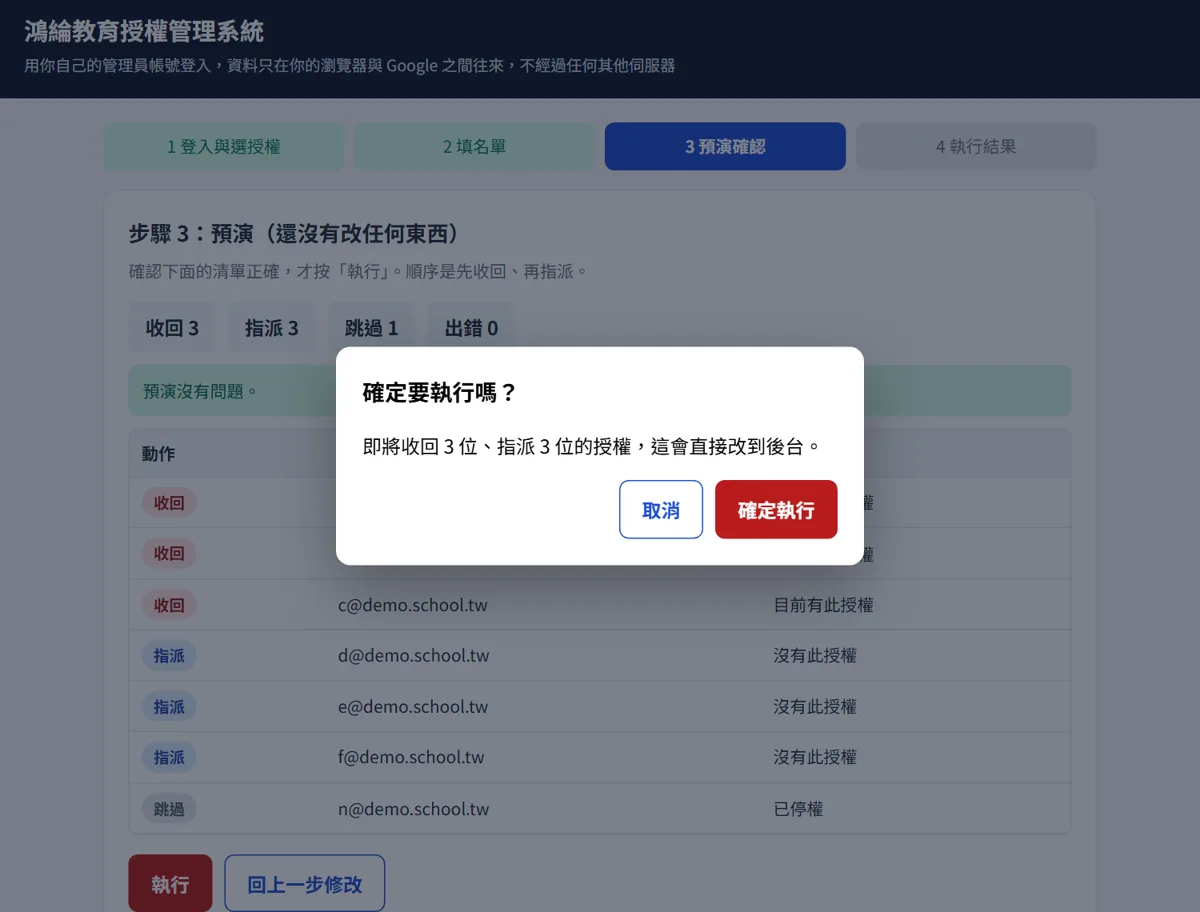 鴻綸教育授權管理系統
用你自己的管理員帳號登入，資料只在你的瀏覽器與 Google 之間往來，不經過任何其他伺服器
1 登入與選授權
2 填名單
3 預演確認
4 執行結果
步驟 3：預演（還沒有改任何東西）
確認下面的清單正確，才按「執行」。順序是先收回、再指派。
收回 3
指派 3
跳過 1
出錯 0
預演沒有問題。
確定要執行嗎？
即將收回 3 位、指派 3 位的授權，這會直接改到後台。
取消
確定執行
動作
收回
權
收回
權
收回 c@demo.school.tw 目前有此授權
指派 d@demo.school.tw 沒有此授權
指派 e@demo.school.tw 沒有此授權
指派 f@demo.school.tw 沒有此授權
跳過 n@demo.school.tw 已停權
執行
回上一步修改